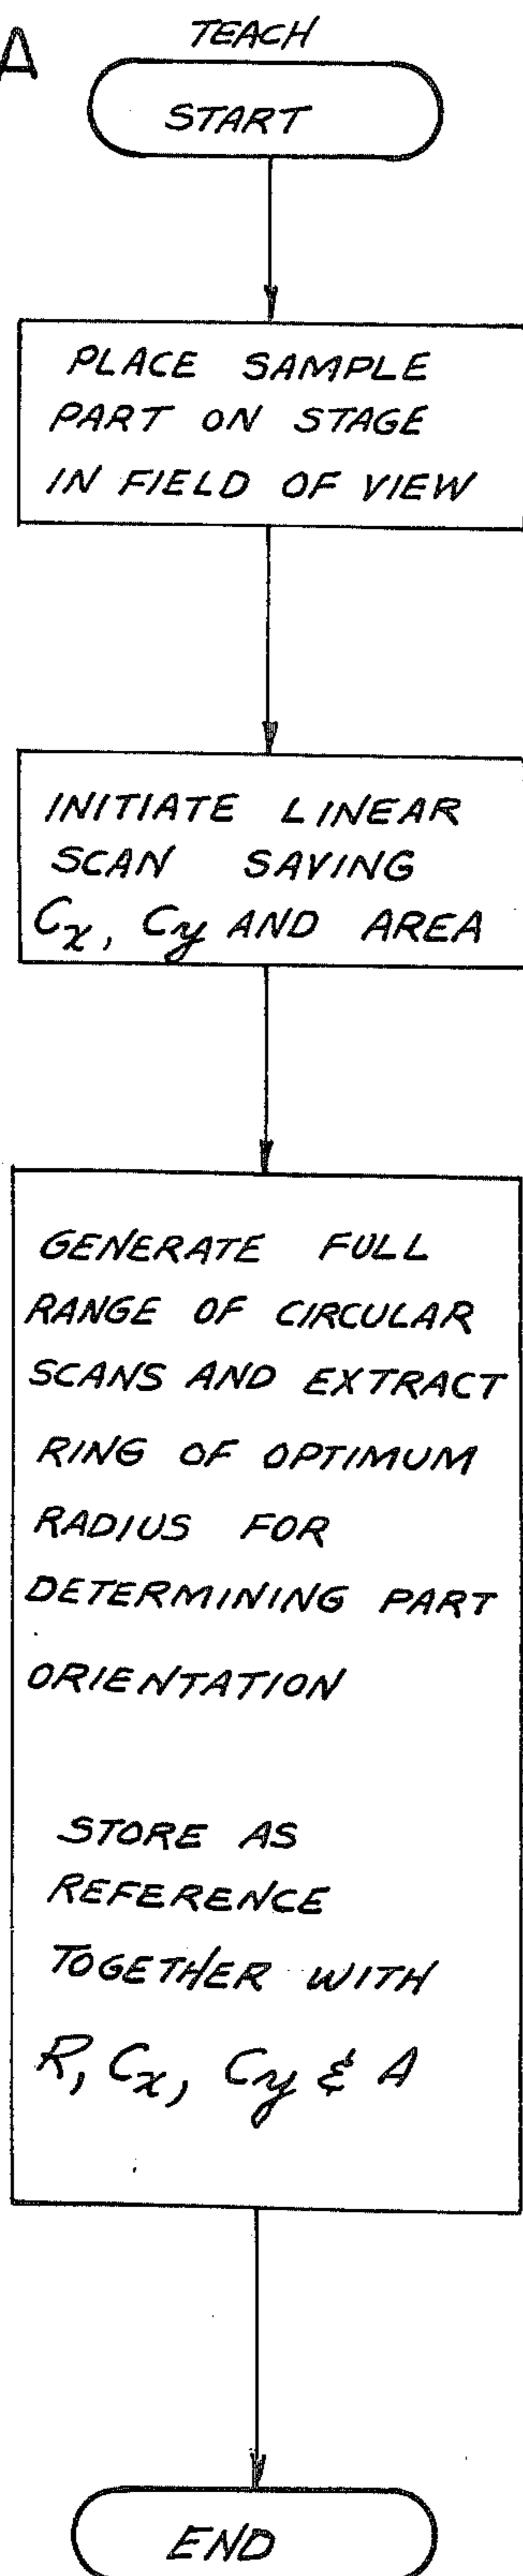 A
TEACH
START
PLACE SAMPLE
PART ON STAGE
IN FIELD OF VIEW
INITIATE LINEAR
SCAN SAVING
Cx, Cy AND AREA
GENERATE FULL
RANGE OF CIRCULAR
SCANS AND EXTRACT
RING OF OPTIMUM
RADIUS FOR
DETERMINING PART
ORIENTATION
STORE AS
REFERENCE
TOGETHER WITH
R, Cx, Cy & A
END